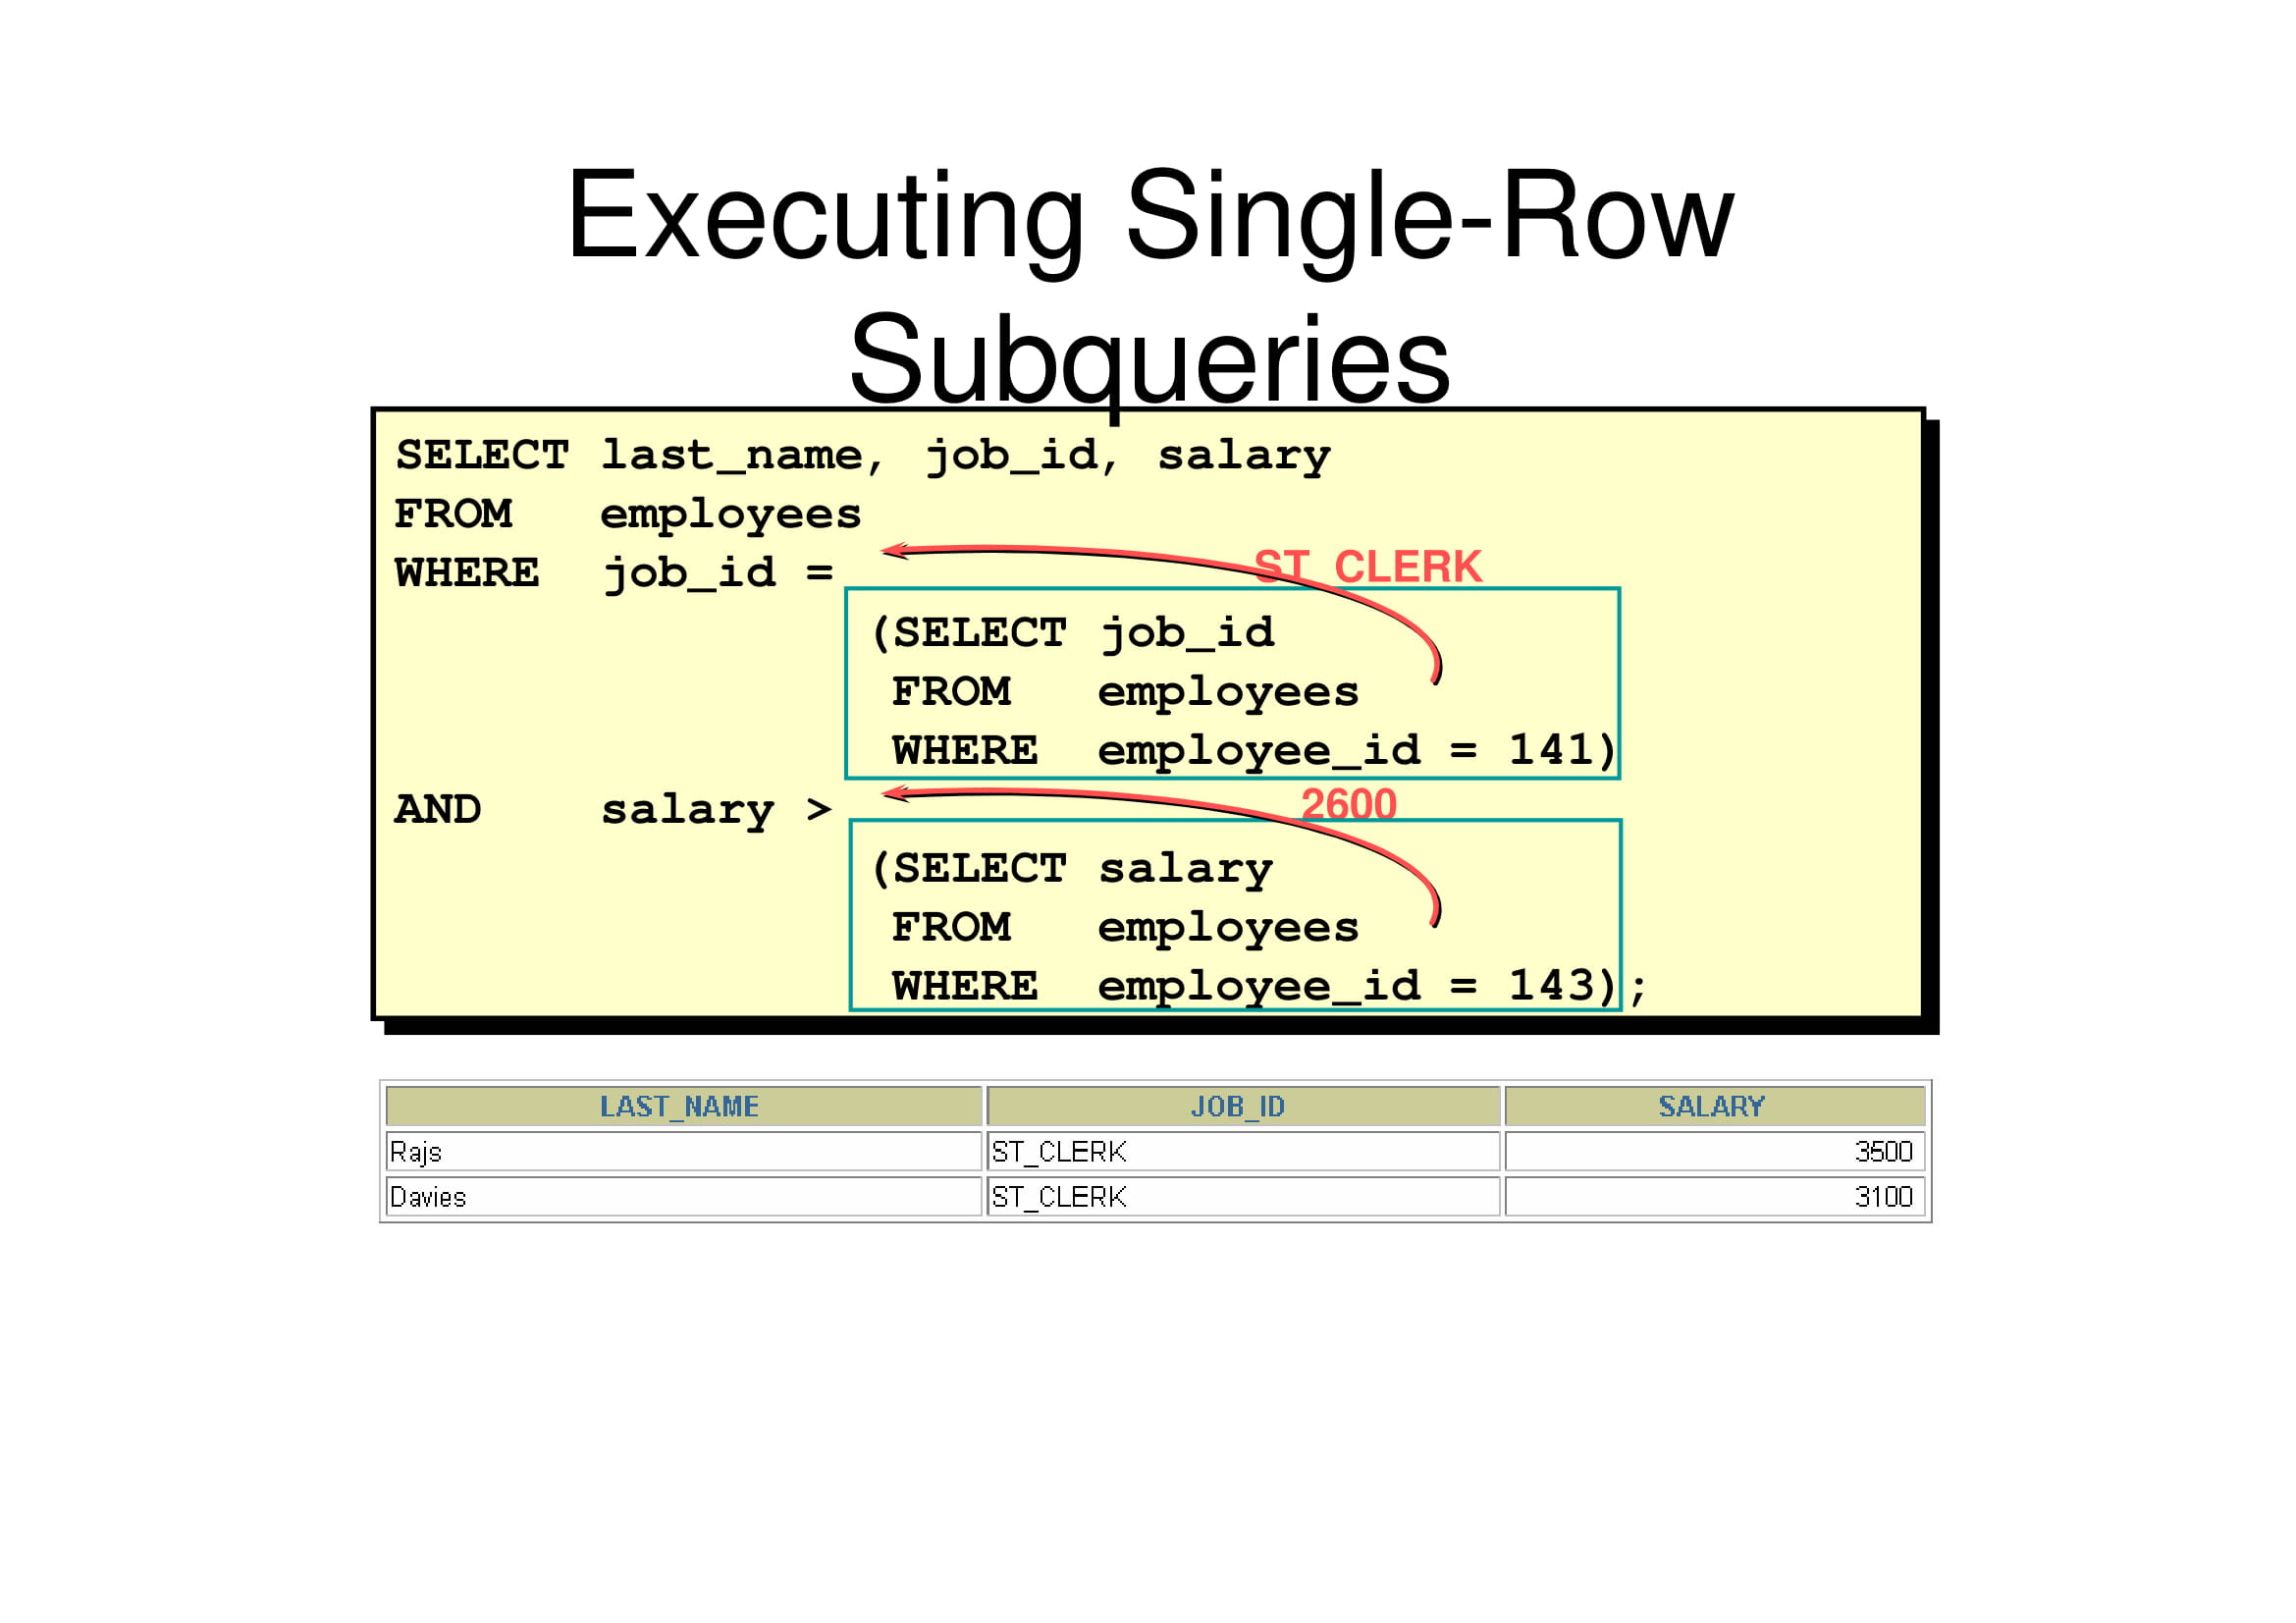 Executing Single-Row
Subqueries
SELECT last_name, job_id, salary
FROM employees
WHERE job_id =
ST_CLERK
(SELECT job_id
FROM employees
WHERE employee_id = 141)
AND salary >
2600
(SELECT salary
FROM employees
WHERE employee_id = 143);
LAST_NAME JOB_ID SALARY
Rajs ST_CLERK 3500
Davies ST_CLERK 3100